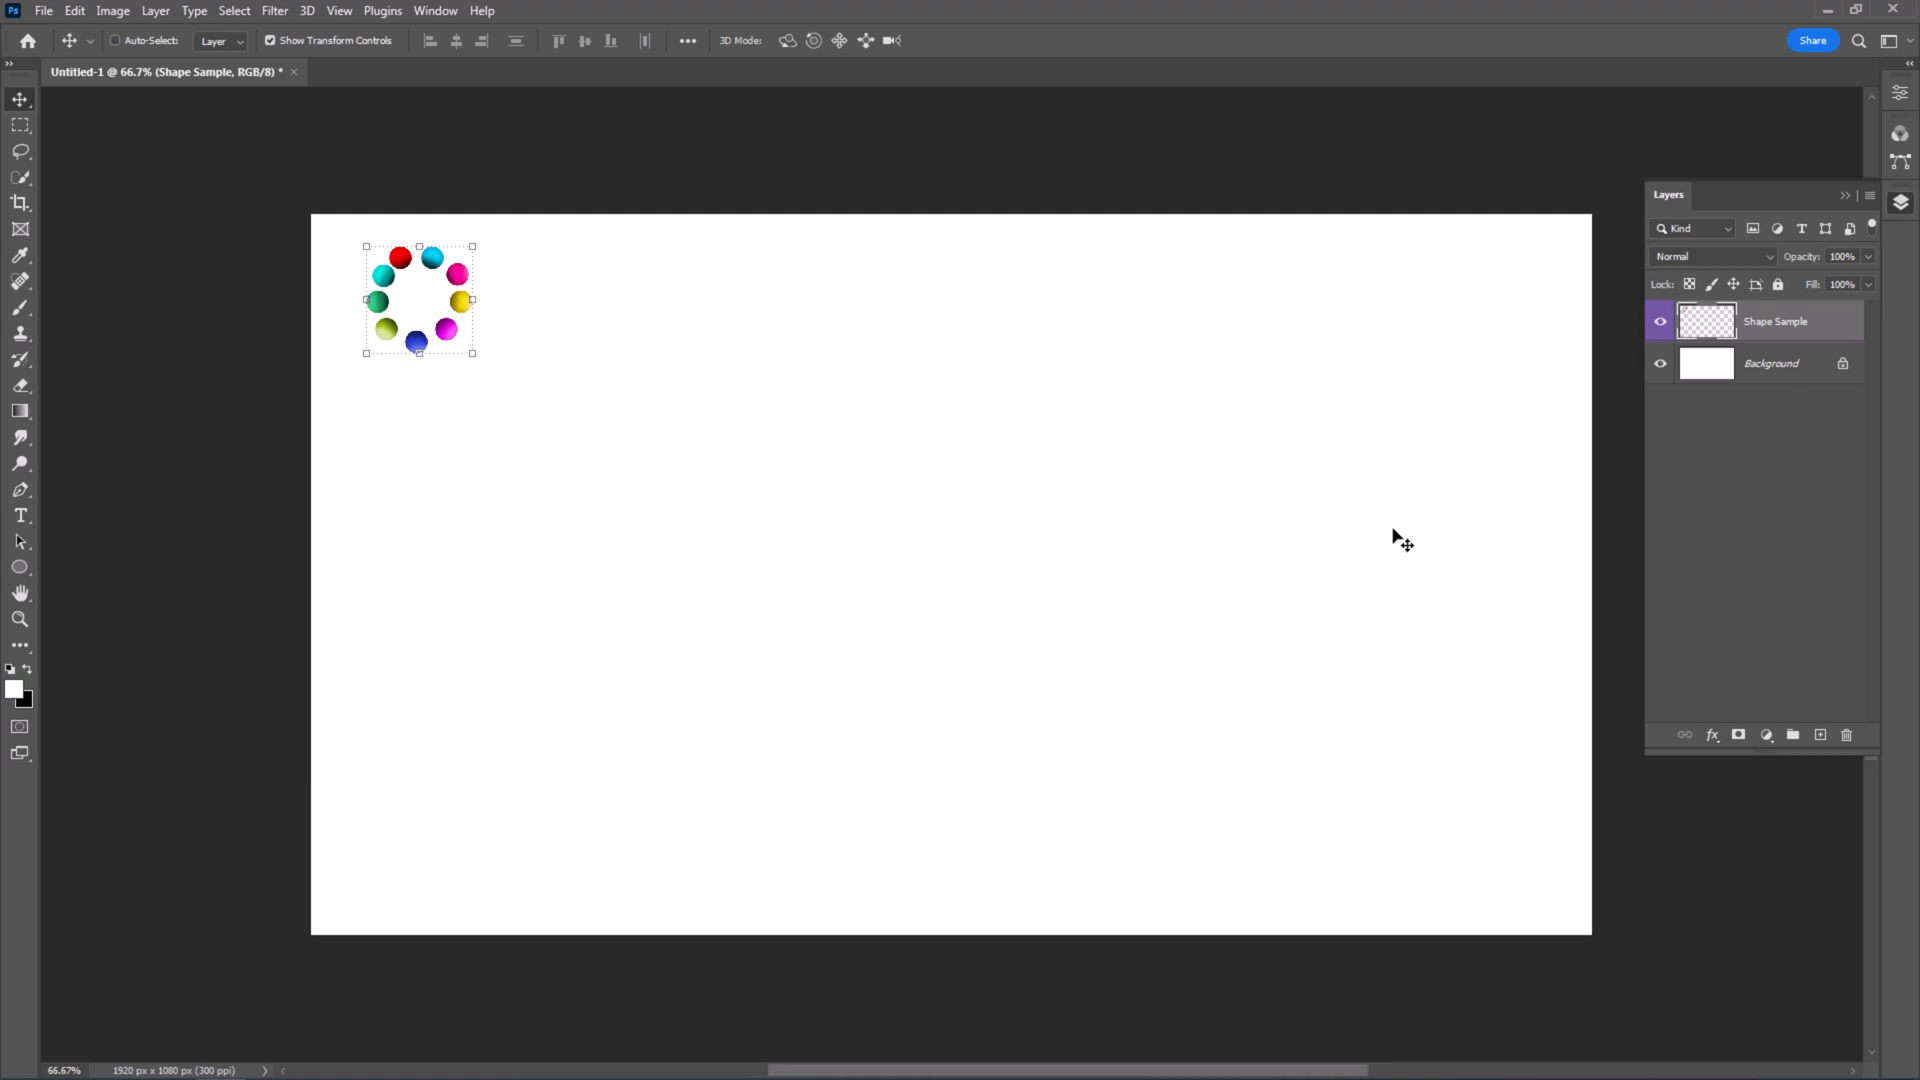 Ps File Edit Image Layer Type Select Filter 3D View Plugins Window Help
Auto-Select: Layer Show Transform Controls 3D Mode: Share
Untitled-1 @ 66.7% (Shape Sample, RGB/8) *
Layers
Kind
Normal Opacity: 100%
Lock: Fill: 100%
Shape Sample
Background
fx
66.67% 1920 px x 1080 px (300 ppi)